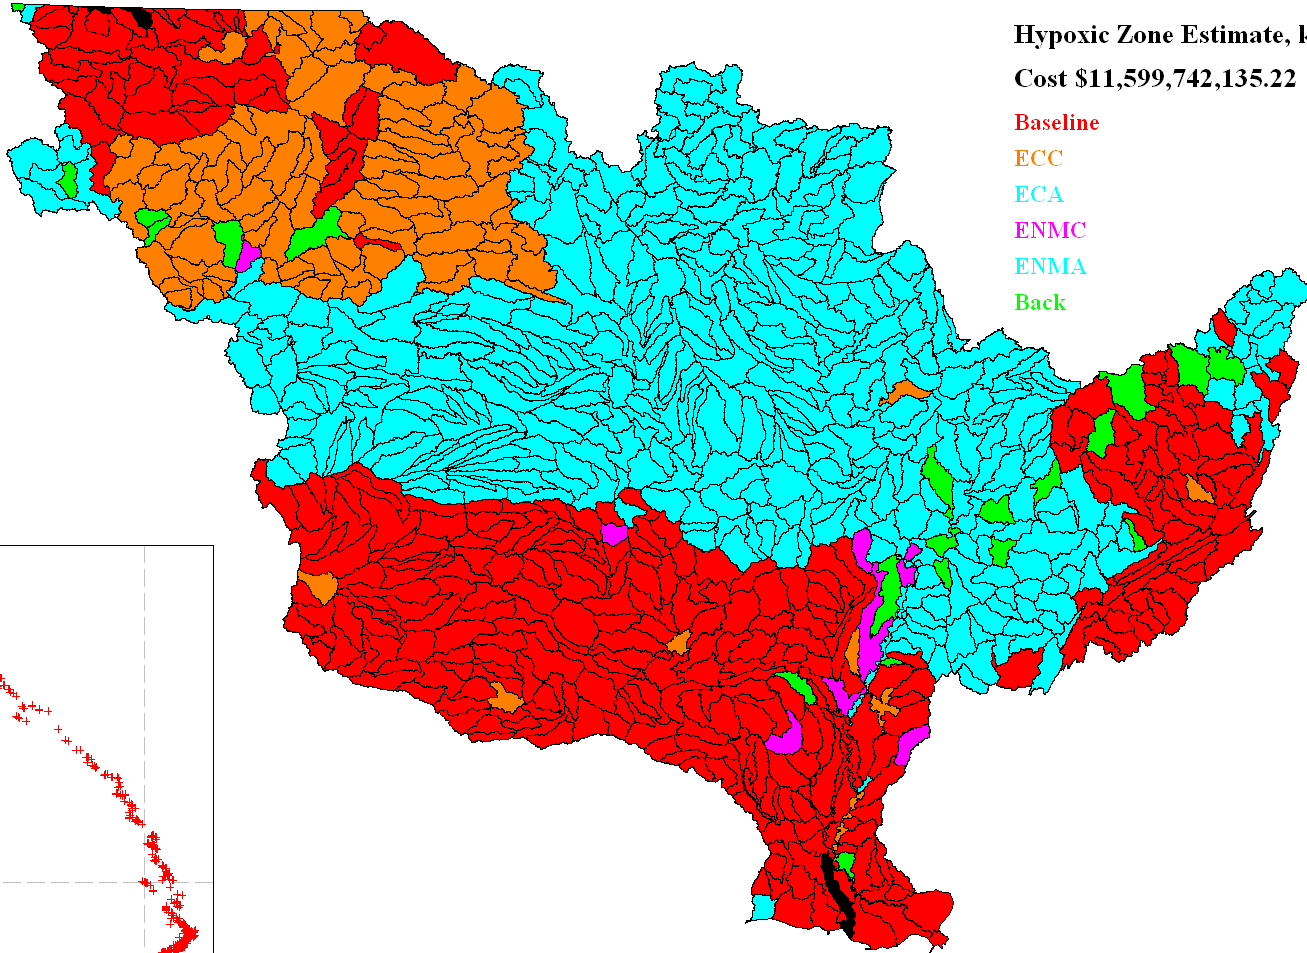 Hypoxic Zone Estimate,
Cost $11,599,742,135.22
Baseline
ECC
ECA
ENMC
ENMA
Back